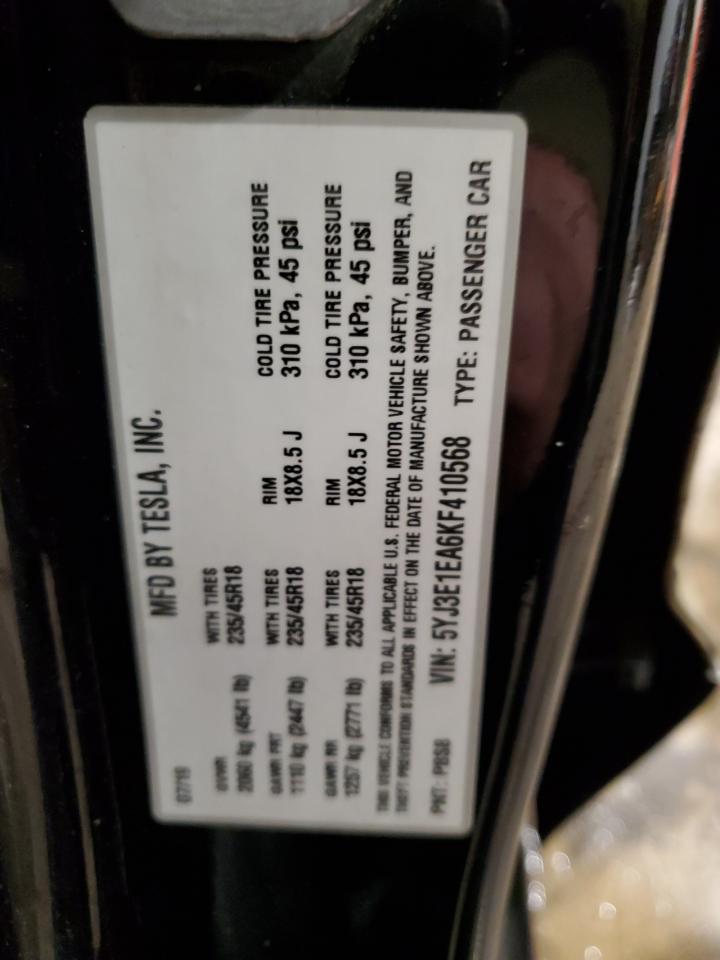 MFD BY TESLA, INC.
07/19
GVWR WITH TIRES
2060 kg (4541 lb) 235/45R18
GAWR FRT WITH TIRES RIM COLD TIRE PRESSURE
1110 kg (2447 lb) 235/45R18 18X8.5 J 310 kPa, 45 psi
GAWR RR WITH TIRES RIM COLD TIRE PRESSURE
1257 kg (2771 lb) 235/45R18 18X8.5 J 310 kPa, 45 psi
THIS VEHICLE CONFORMS TO ALL APPLICABLE U.S. FEDERAL MOTOR VEHICLE SAFETY, BUMPER, AND
THEFT PREVENTION STANDARDS IN EFFECT ON THE DATE OF MANUFACTURE SHOWN ABOVE.
PNT: PBSB VIN: 5YJ3E1EA6KF410568 TYPE: PASSENGER CAR